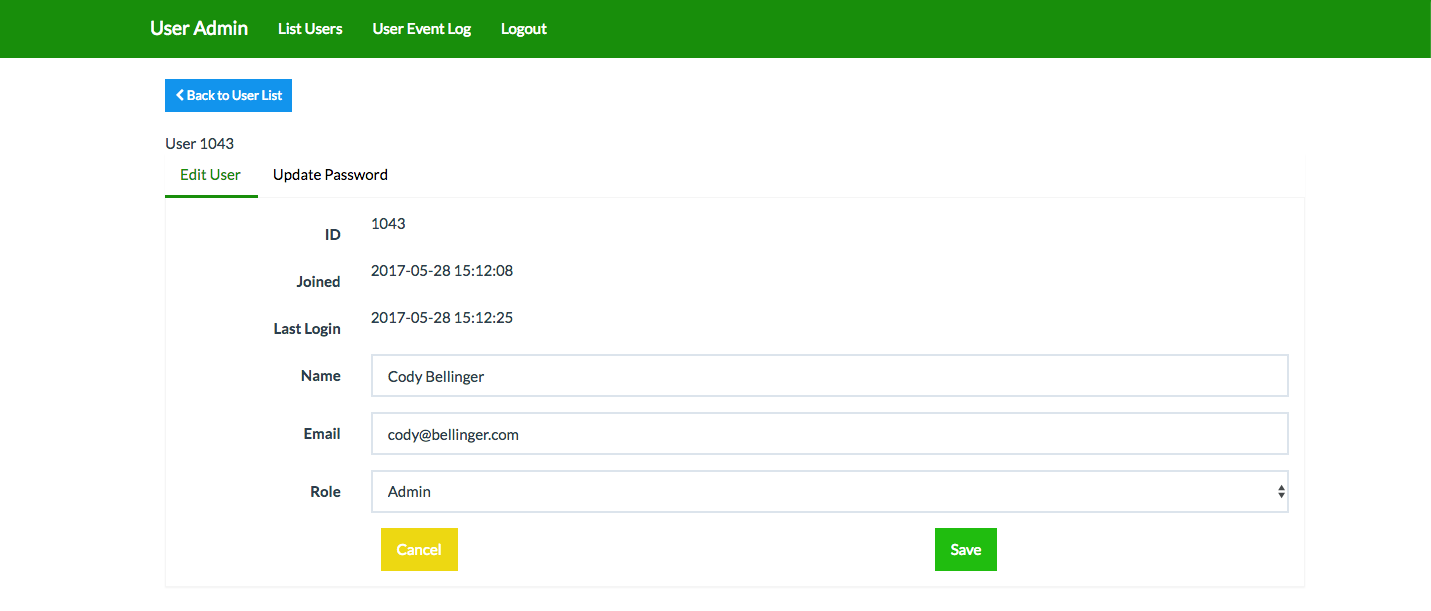 User Admin List Users User Event Log Logout
Back to User List
User 1043
Edit User Update Password
ID 1043
Joined 2017-05-28 15:12:08
Last Login 2017-05-28 15:12:25
Name Cody Bellinger
Email cody@bellinger.com
Role Admin
Cancel Save